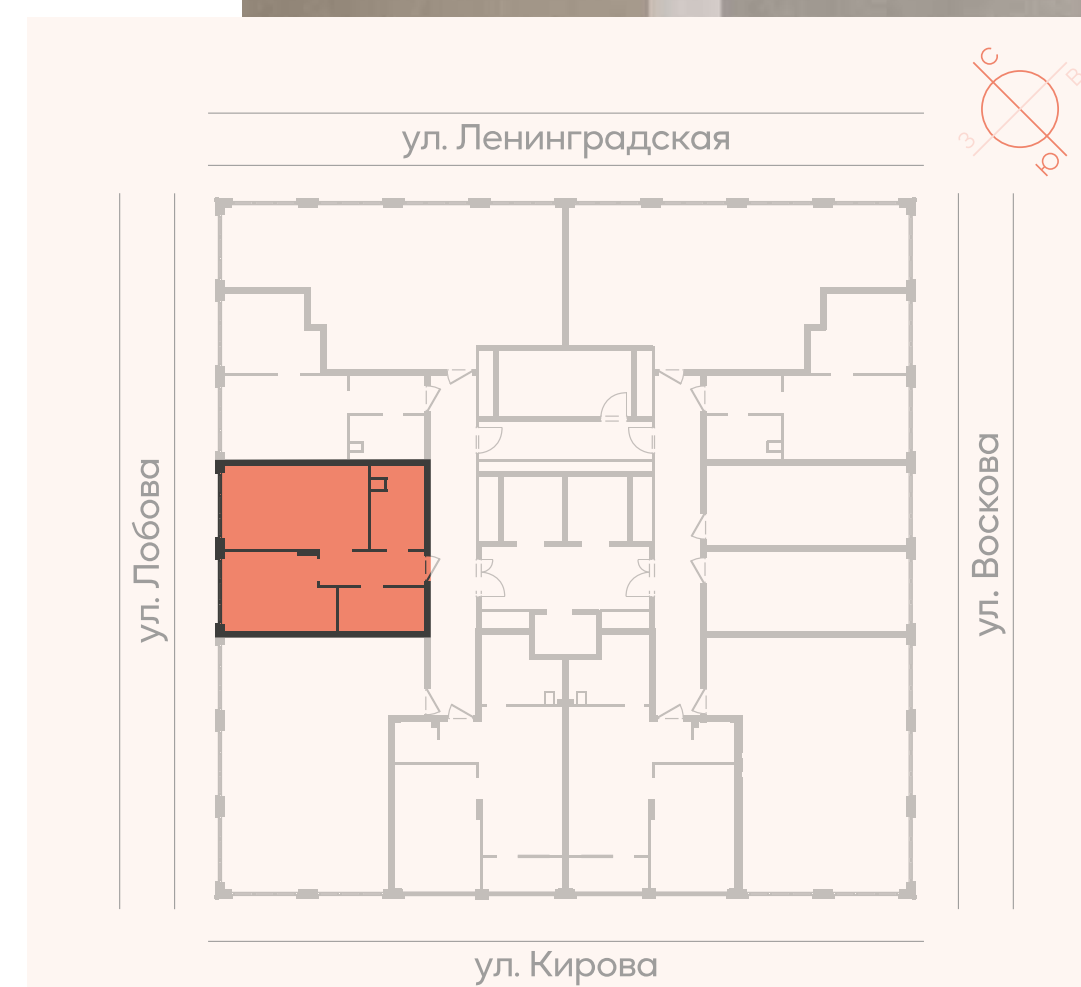 С
В
З
Ю
ул. Ленинградская
ул. Лобова
ул. Воскова
ул. Кирова